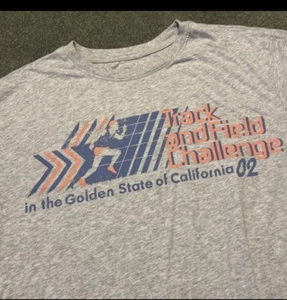 Track
and Field
Challenge
in the Golden State of California 02